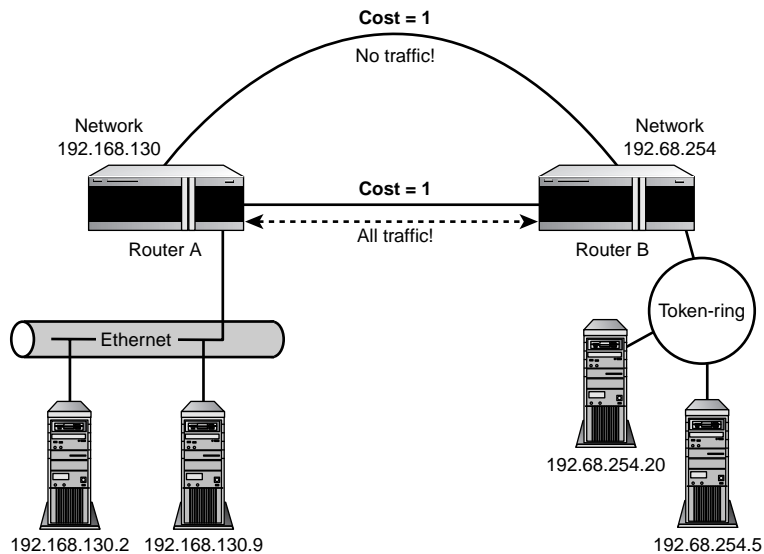 Cost = 1
No traffic!
Network
192.168.130
Network
192.68.254
Cost = 1
All traffic!
Router A
Router B
Ethernet
Token-ring
192.68.254.20
192.168.130.2
192.168.130.9
192.68.254.5